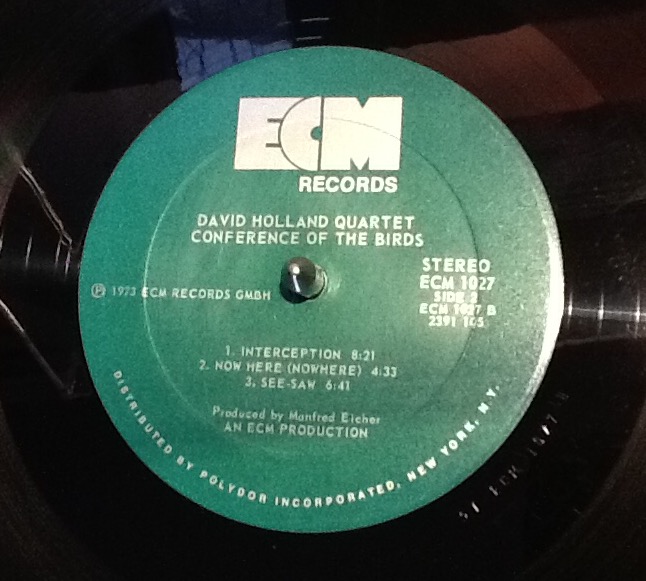 ECM
RECORDS
DAVID HOLLAND QUARTET
CONFERENCE OF THE BIRDS
STEREO
ECM 1027
SIDE 2
ECM 1027 B
2391 105
℗ 1973 ECM RECORDS GMBH
1. INTERCEPTION 8:21
2. NOW HERE (NOWHERE) 4:33
3. SEE-SAW 6:41
Produced by Manfred Eicher
AN ECM PRODUCTION
DISTRIBUTED BY POLYDOR INCORPORATED, NEW YORK, N.Y.